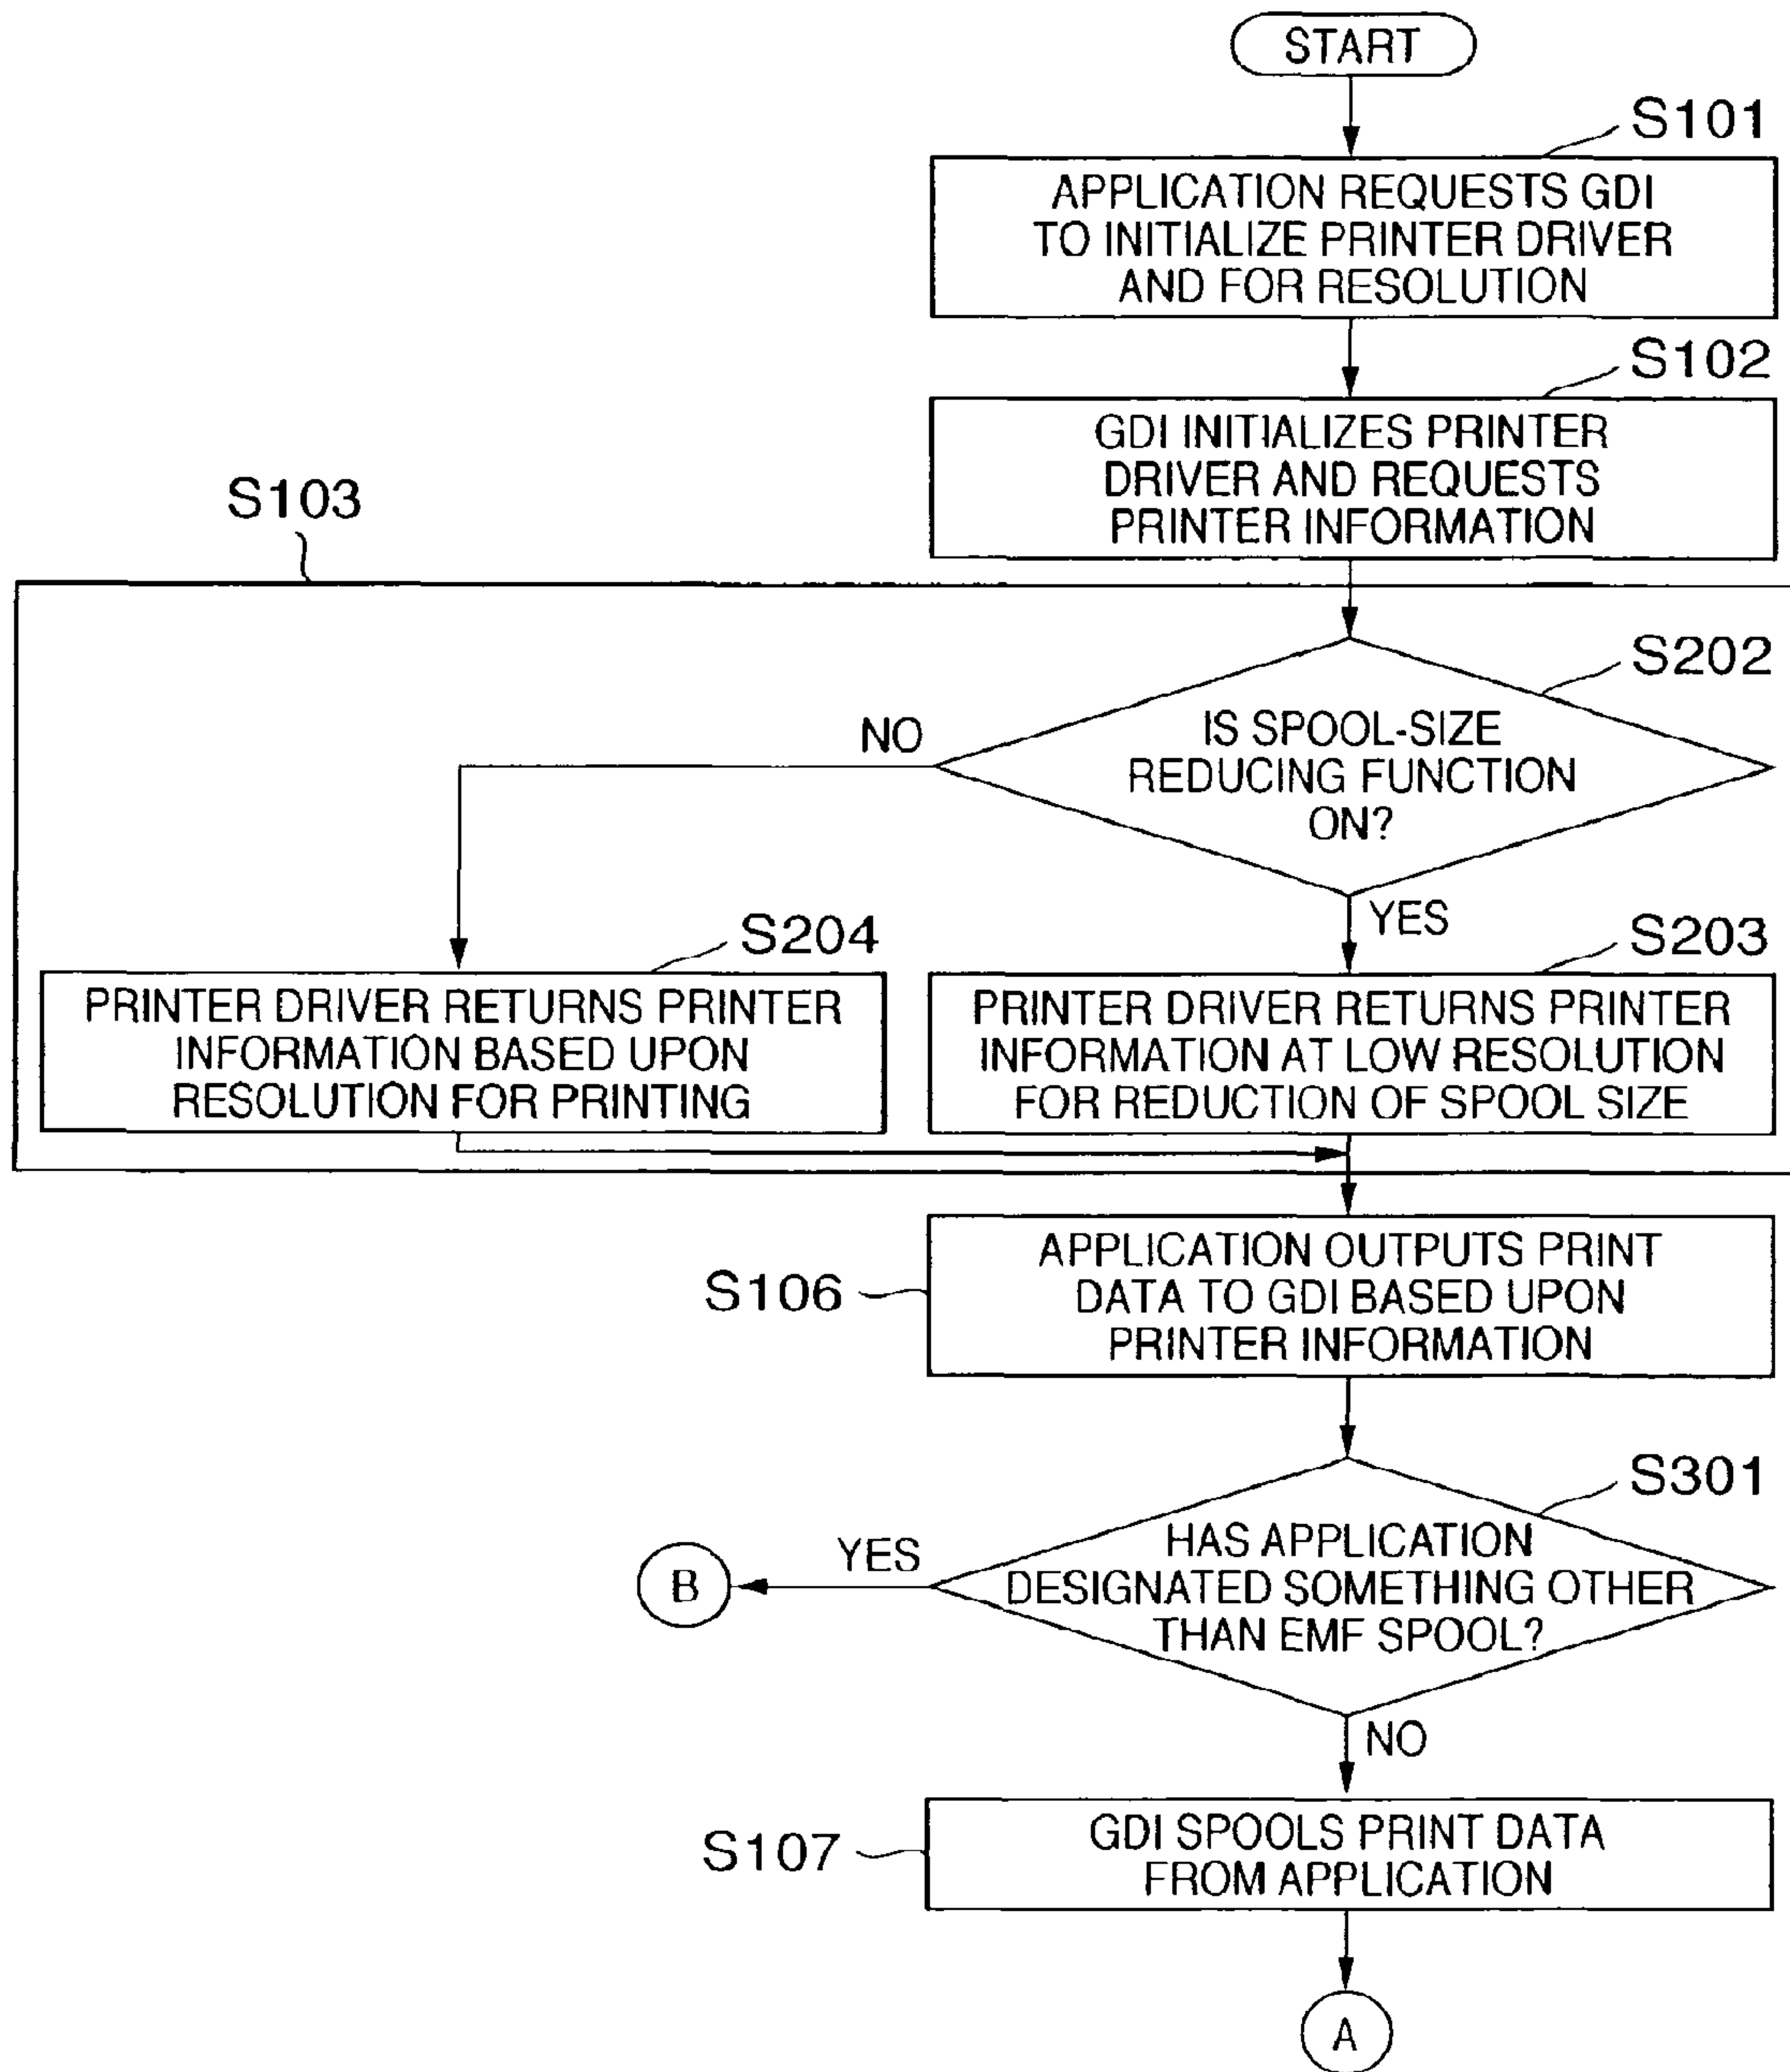 START
S101
APPLICATION REQUESTS GDI
TO INITIALIZE PRINTER DRIVER
AND FOR RESOLUTION
S102
GDI INITIALIZES PRINTER
DRIVER AND REQUESTS
PRINTER INFORMATION
S103
S202
IS SPOOL-SIZE
REDUCING FUNCTION
ON?
NO
YES
S204
PRINTER DRIVER RETURNS PRINTER
INFORMATION BASED UPON
RESOLUTION FOR PRINTING
S203
PRINTER DRIVER RETURNS PRINTER
INFORMATION AT LOW RESOLUTION
FOR REDUCTION OF SPOOL SIZE
S106
APPLICATION OUTPUTS PRINT
DATA TO GDI BASED UPON
PRINTER INFORMATION
S301
HAS APPLICATION
DESIGNATED SOMETHING OTHER
THAN EMF SPOOL?
YES
B
NO
S107
GDI SPOOLS PRINT DATA
FROM APPLICATION
A